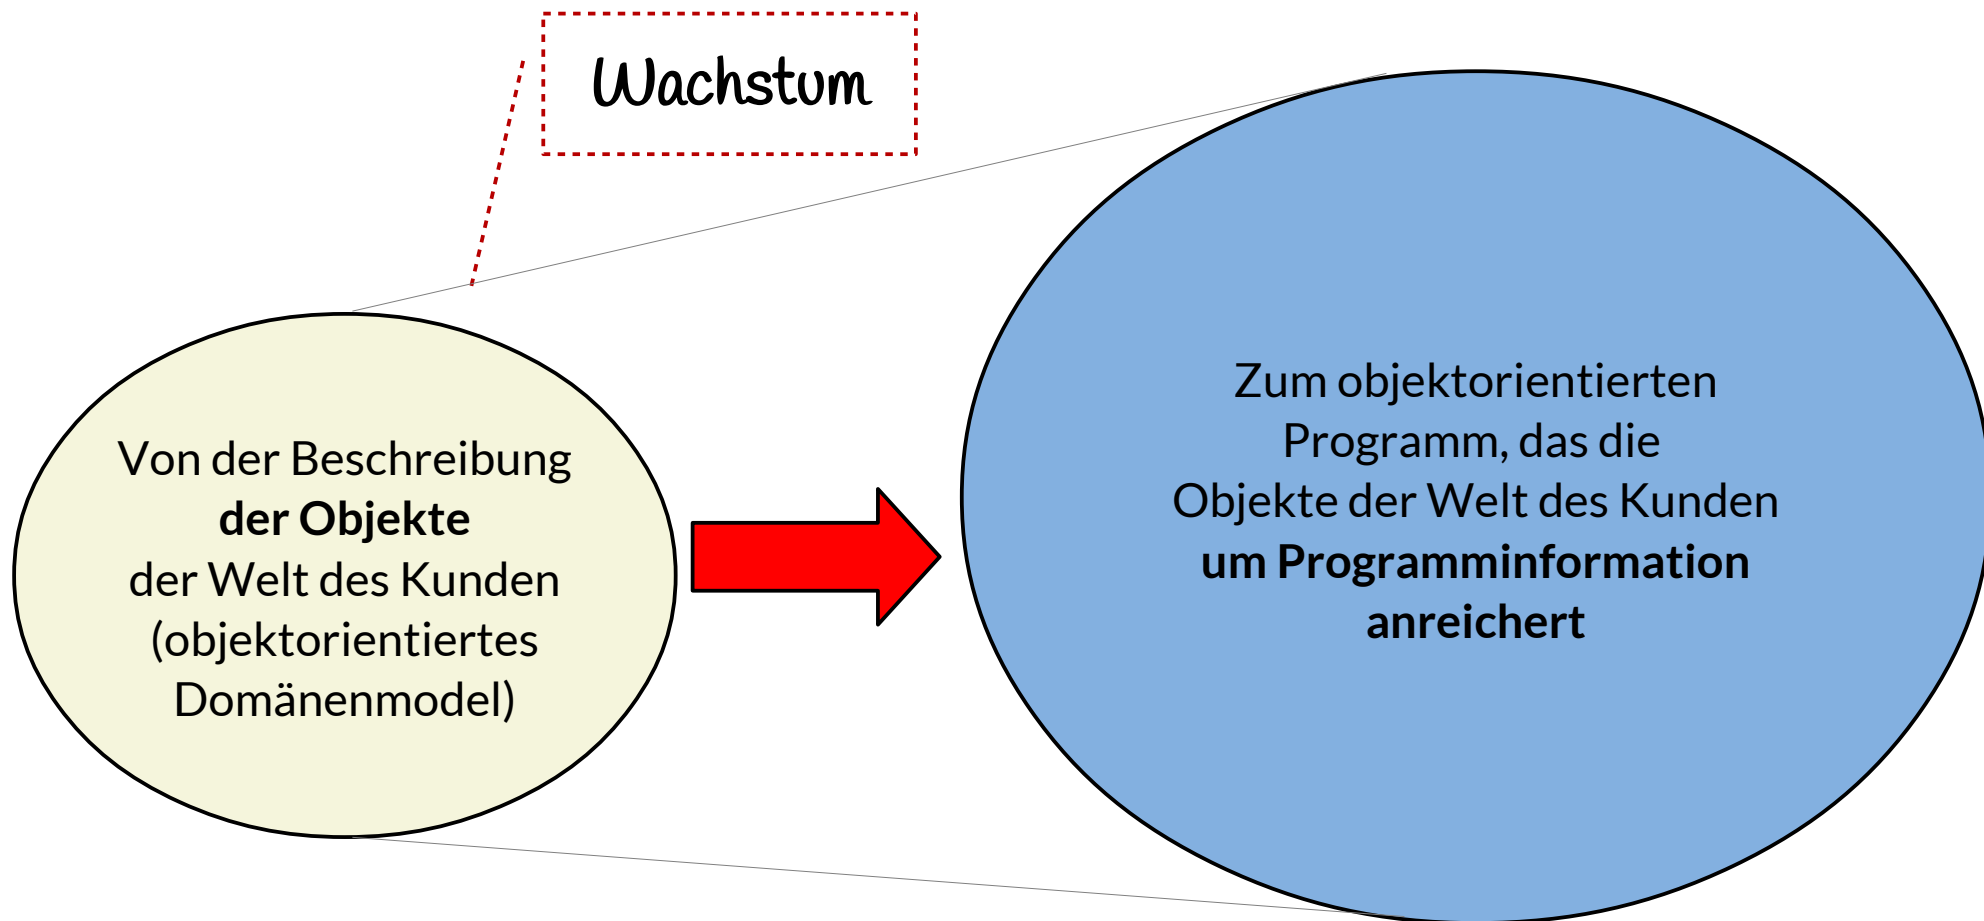 Wachstum
Von der Beschreibung
der Objekte
der Welt des Kunden
(objektorientiertes
Domänenmodel)
Zum objektorientierten
Programm, das die
Objekte der Welt des Kunden
um Programminformation
anreichert